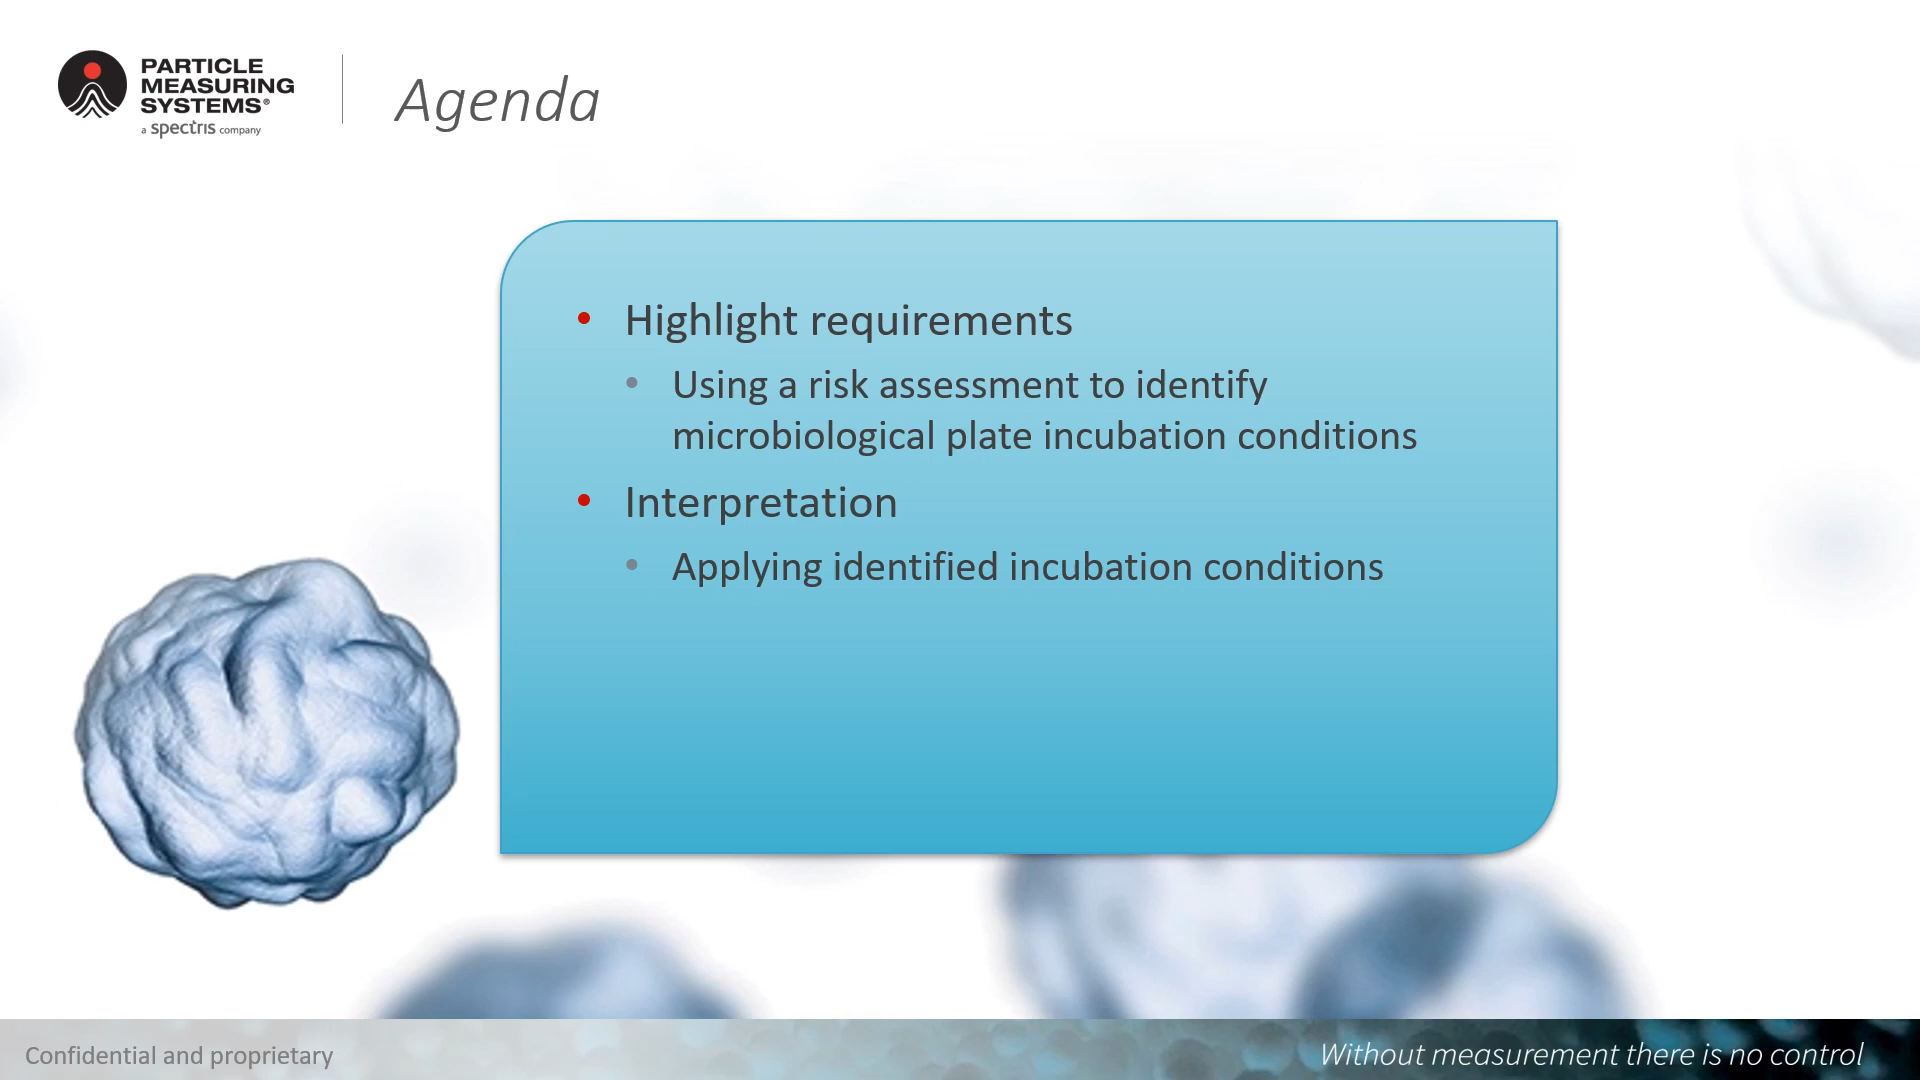 PARTICLE
MEASURING
SYSTEMS®
a spectris company
Agenda
• Highlight requirements
• Using a risk assessment to identify
microbiological plate incubation conditions
• Interpretation
• Applying identified incubation conditions
Confidential and proprietary
Without measurement there is no control